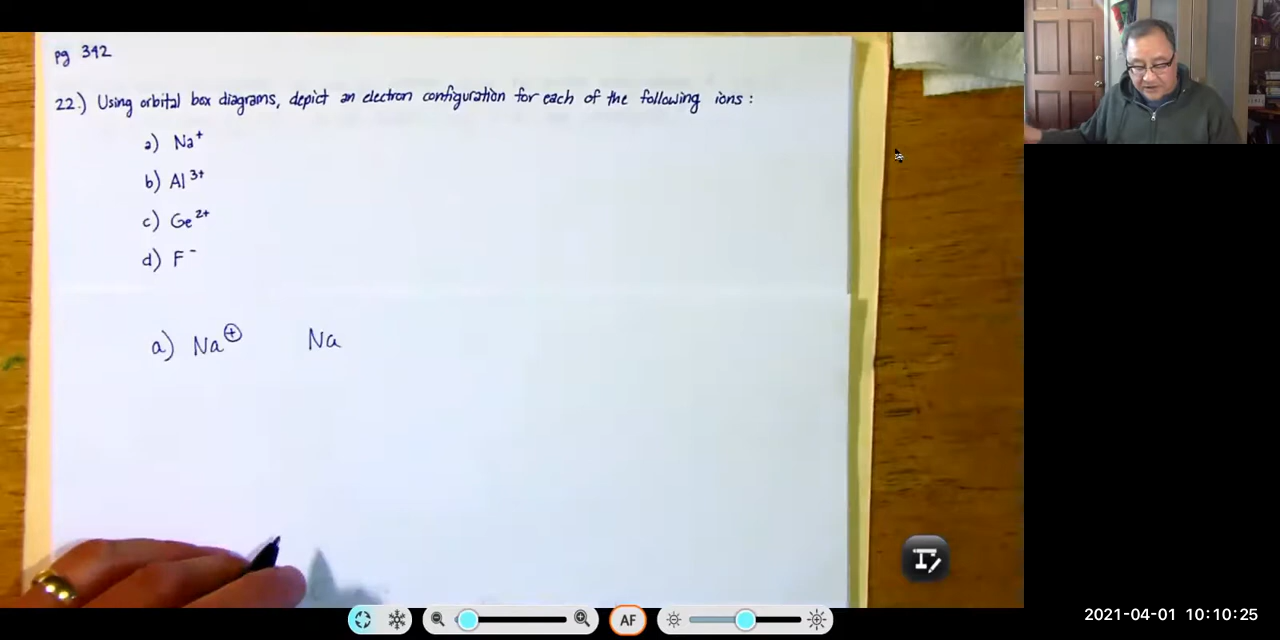 pg 342
22.) Using orbital box diagrams, depict an electron configuration for each of the following ions :
a) Na⁺
b) Al³⁺
c) Ge²⁺
d) F⁻
a) Na⊕ Na
AF
2021-04-01 10:10:25